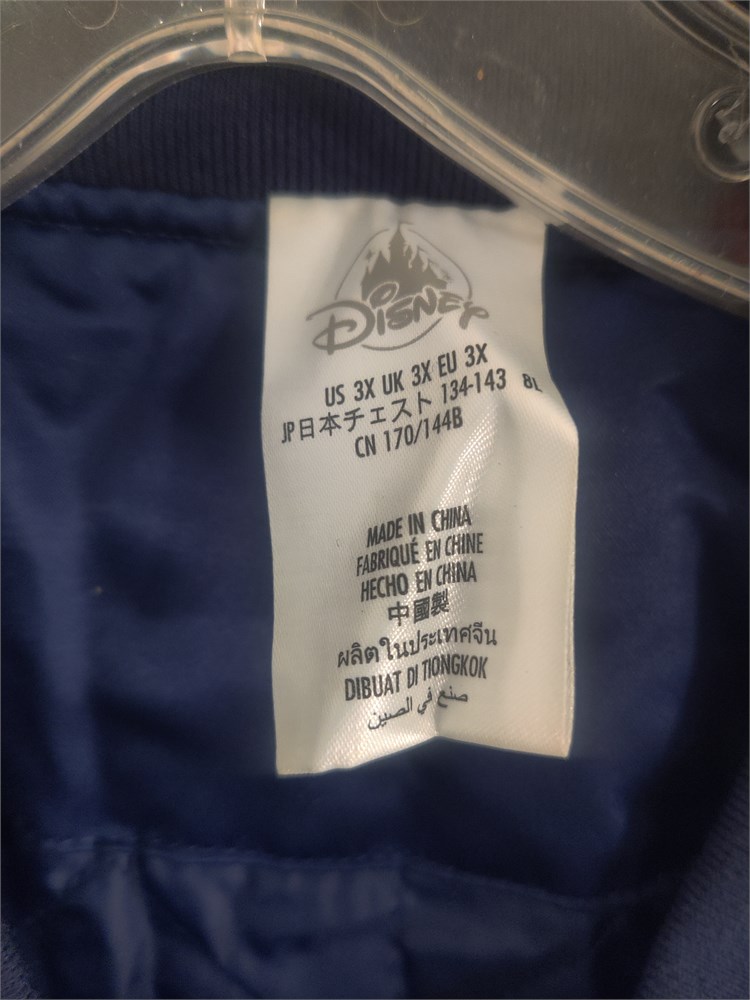 Disney
US 3X UK 3X EU 3X
JP日本チェスト 134-143 8L
CN 170/144B
MADE IN CHINA
FABRIQUÉ EN CHINE
HECHO EN CHINA
中國製
ผลิตในประเทศจีน
DIBUAT DI TIONGKOK
صنع في الصين